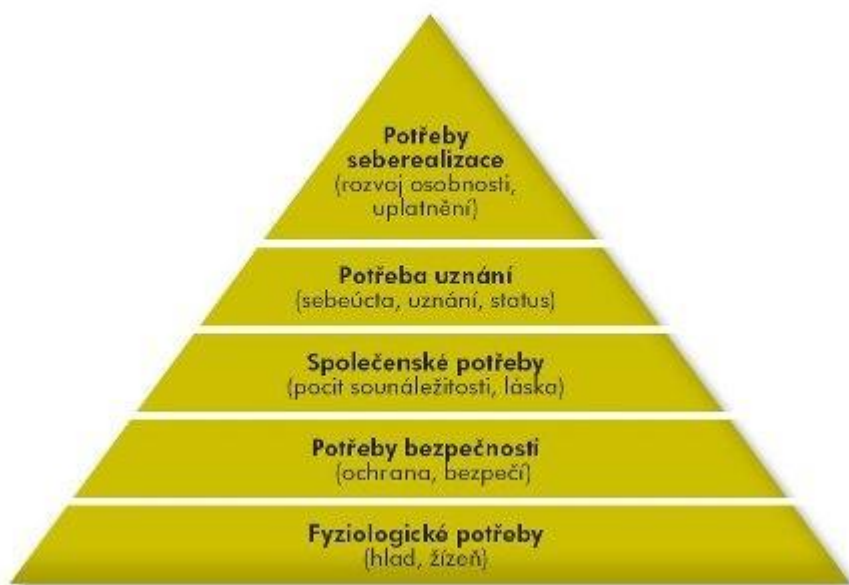 Potřeby
seberealizace
(rozvoj osobnosti,
uplatnění)
Potřeba uznání
(sebeúcta, uznání, status)
Společenské potřeby
(pocit sounáležitosti, láska)
Potřeby bezpečnosti
(ochrana, bezpečí)
Fyziologické potřeby
(hlad, žízeň)